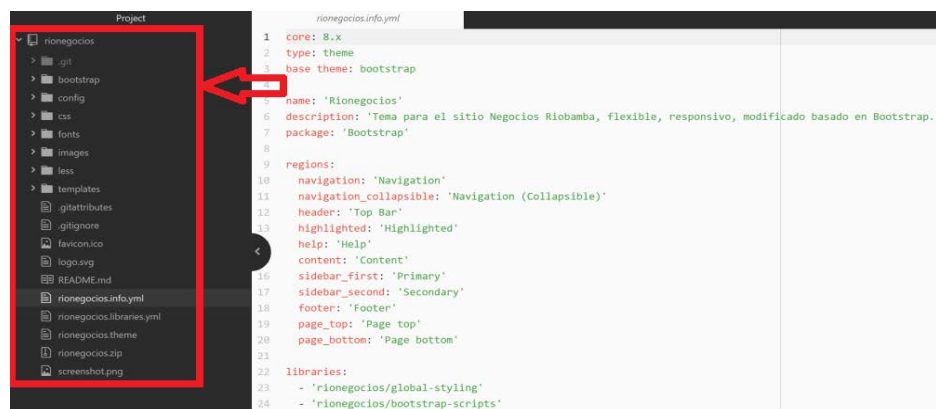 Project
rionegocios
.git
bootstrap
config
css
fonts
images
less
templates
.gitattributes
.gitignore
favicon.ico
logo.svg
README.md
rionegocios.info.yml
rionegocios.libraries.yml
rionegocios.theme
rionegocios.zip
screenshot.png
rionegocios.info.yml
1 core: 8.x
2 type: theme
3 base theme: bootstrap
4
5 name: 'Rionegocios'
6 description: 'Tema para el sitio Negocios Riobamba, flexible, responsivo, modificado basado en Bootstrap.
7 package: 'Bootstrap'
8
9 regions:
10 navigation: 'Navigation'
11 navigation_collapsible: 'Navigation (Collapsible)'
12 header: 'Top Bar'
13 highlighted: 'Highlighted'
help: 'Help'
content: 'Content'
16 sidebar_first: 'Primary'
17 sidebar_second: 'Secondary'
18 footer: 'Footer'
19 page_top: 'Page top'
20 page_bottom: 'Page bottom'
21
22 libraries:
23 - 'rionegocios/global-styling'
24 - 'rionegocios/bootstrap-scripts'